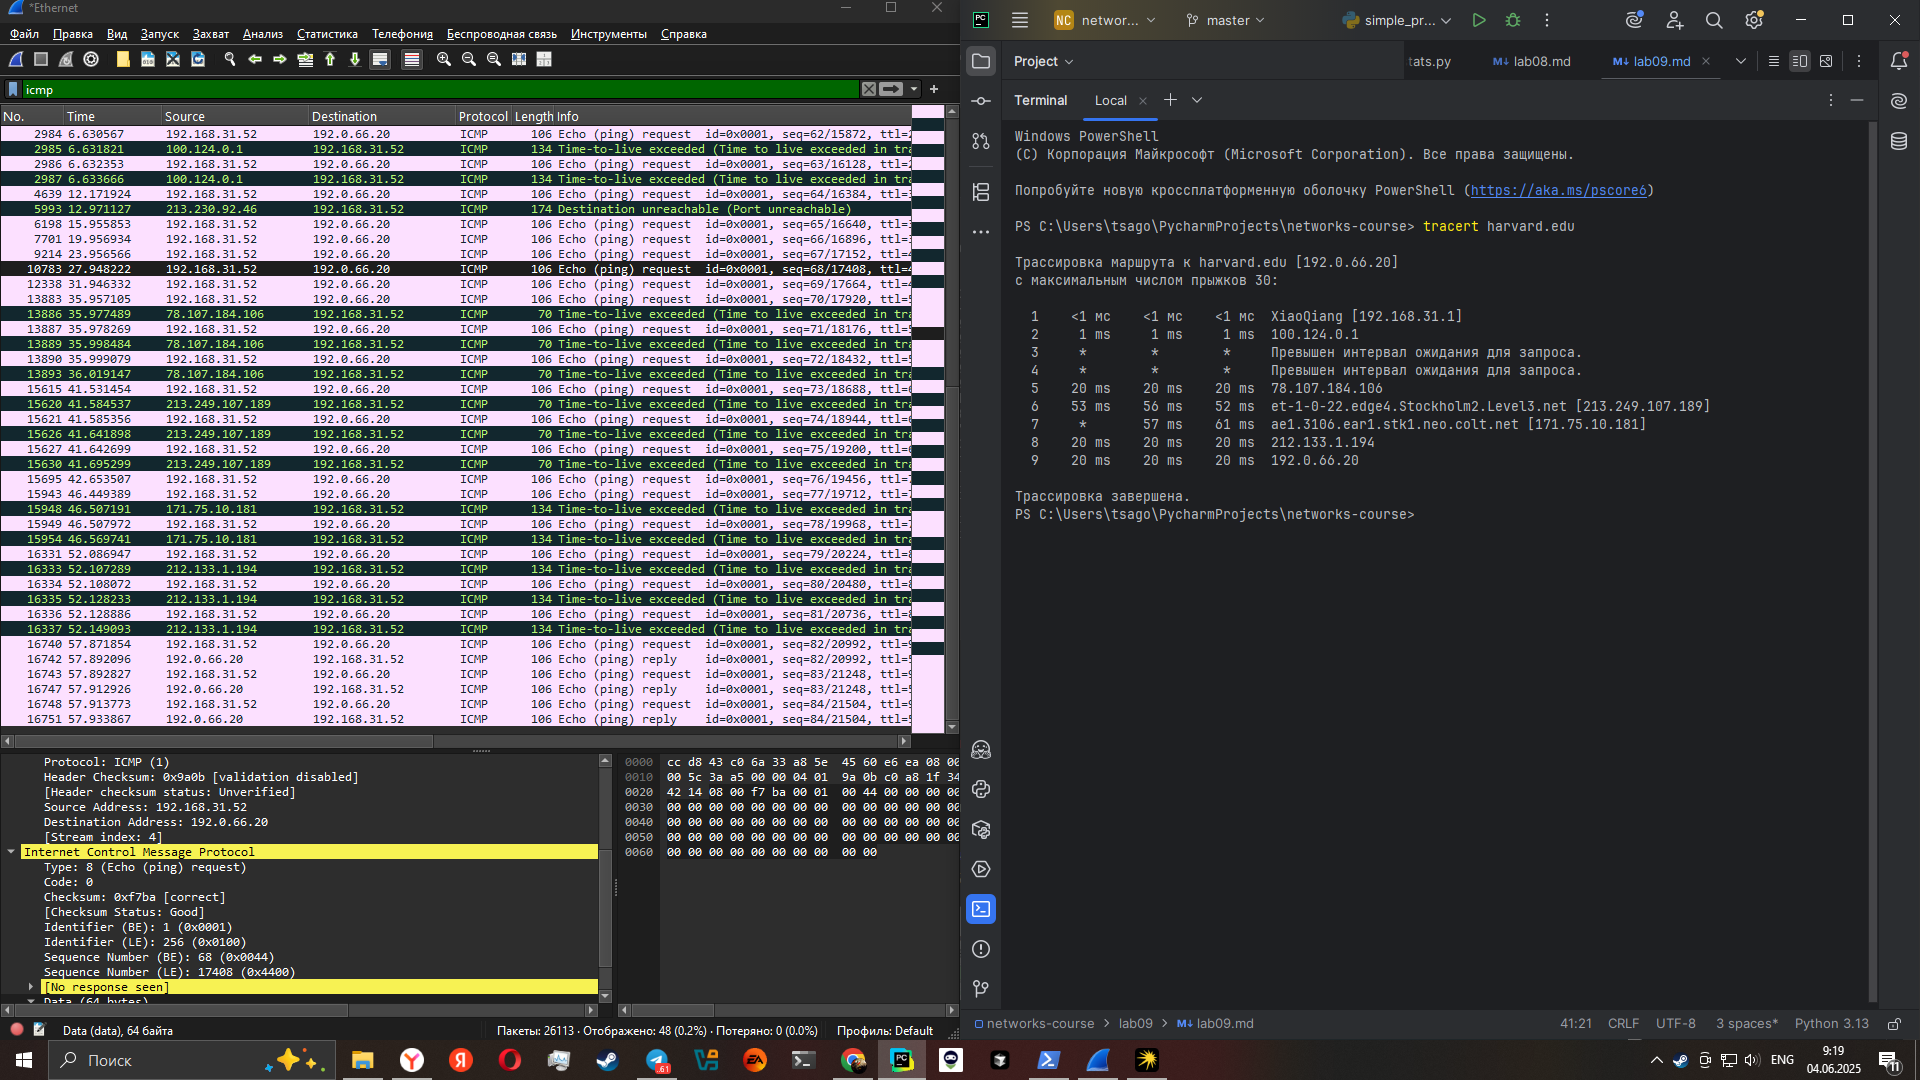 *Ethernet
Файл Правка Вид Запуск Захват Анализ Статистика Телефония Беспроводная связь Инструменты Справка
icmp
No. Time Source Destination Protocol Length Info
2984 6.630567 192.168.31.52 192.0.66.20 ICMP 106 Echo (ping) request id=0x0001, seq=62/15872, ttl=
2985 6.631821 100.124.0.1 192.168.31.52 ICMP 134 Time-to-live exceeded (Time to live exceeded in tra
2986 6.632353 192.168.31.52 192.0.66.20 ICMP 106 Echo (ping) request id=0x0001, seq=63/16128, ttl=
2987 6.633666 100.124.0.1 192.168.31.52 ICMP 134 Time-to-live exceeded (Time to live exceeded in tra
4639 12.171924 192.168.31.52 192.0.66.20 ICMP 106 Echo (ping) request id=0x0001, seq=64/16384, ttl=
5993 12.971127 213.230.92.46 192.168.31.52 ICMP 174 Destination unreachable (Port unreachable)
6198 15.955853 192.168.31.52 192.0.66.20 ICMP 106 Echo (ping) request id=0x0001, seq=65/16640, ttl=
7701 19.956934 192.168.31.52 192.0.66.20 ICMP 106 Echo (ping) request id=0x0001, seq=66/16896, ttl=
9214 23.956566 192.168.31.52 192.0.66.20 ICMP 106 Echo (ping) request id=0x0001, seq=67/17152, ttl=
10783 27.948222 192.168.31.52 192.0.66.20 ICMP 106 Echo (ping) request id=0x0001, seq=68/17408, ttl=
12338 31.946332 192.168.31.52 192.0.66.20 ICMP 106 Echo (ping) request id=0x0001, seq=69/17664, ttl=
13883 35.957105 192.168.31.52 192.0.66.20 ICMP 106 Echo (ping) request id=0x0001, seq=70/17920, ttl=
13886 35.977489 78.107.184.106 192.168.31.52 ICMP 70 Time-to-live exceeded (Time to live exceeded in tra
13887 35.978269 192.168.31.52 192.0.66.20 ICMP 106 Echo (ping) request id=0x0001, seq=71/18176, ttl=
13889 35.998484 78.107.184.106 192.168.31.52 ICMP 70 Time-to-live exceeded (Time to live exceeded in tra
13890 35.999079 192.168.31.52 192.0.66.20 ICMP 106 Echo (ping) request id=0x0001, seq=72/18432, ttl=
13893 36.019147 78.107.184.106 192.168.31.52 ICMP 70 Time-to-live exceeded (Time to live exceeded in tra
15615 41.531454 192.168.31.52 192.0.66.20 ICMP 106 Echo (ping) request id=0x0001, seq=73/18688, ttl=
15620 41.584537 213.249.107.189 192.168.31.52 ICMP 70 Time-to-live exceeded (Time to live exceeded in tra
15621 41.585356 192.168.31.52 192.0.66.20 ICMP 106 Echo (ping) request id=0x0001, seq=74/18944, ttl=
15626 41.641898 213.249.107.189 192.168.31.52 ICMP 70 Time-to-live exceeded (Time to live exceeded in tra
15627 41.642699 192.168.31.52 192.0.66.20 ICMP 106 Echo (ping) request id=0x0001, seq=75/19200, ttl=
15630 41.695299 213.249.107.189 192.168.31.52 ICMP 70 Time-to-live exceeded (Time to live exceeded in tra
15695 42.653507 192.168.31.52 192.0.66.20 ICMP 106 Echo (ping) request id=0x0001, seq=76/19456, ttl=
15943 46.449389 192.168.31.52 192.0.66.20 ICMP 106 Echo (ping) request id=0x0001, seq=77/19712, ttl=
15948 46.507191 171.75.10.181 192.168.31.52 ICMP 134 Time-to-live exceeded (Time to live exceeded in tra
15949 46.507972 192.168.31.52 192.0.66.20 ICMP 106 Echo (ping) request id=0x0001, seq=78/19968, ttl=
15954 46.569741 171.75.10.181 192.168.31.52 ICMP 134 Time-to-live exceeded (Time to live exceeded in tra
16331 52.086947 192.168.31.52 192.0.66.20 ICMP 106 Echo (ping) request id=0x0001, seq=79/20224, ttl=
16333 52.107289 212.133.1.194 192.168.31.52 ICMP 134 Time-to-live exceeded (Time to live exceeded in tra
16334 52.108072 192.168.31.52 192.0.66.20 ICMP 106 Echo (ping) request id=0x0001, seq=80/20480, ttl=
16335 52.128233 212.133.1.194 192.168.31.52 ICMP 134 Time-to-live exceeded (Time to live exceeded in tra
16336 52.128886 192.168.31.52 192.0.66.20 ICMP 106 Echo (ping) request id=0x0001, seq=81/20736, ttl=
16337 52.149093 212.133.1.194 192.168.31.52 ICMP 134 Time-to-live exceeded (Time to live exceeded in tra
16740 57.871854 192.168.31.52 192.0.66.20 ICMP 106 Echo (ping) request id=0x0001, seq=82/20992, ttl=
16742 57.892096 192.0.66.20 192.168.31.52 ICMP 106 Echo (ping) reply id=0x0001, seq=82/20992, ttl=
16743 57.892827 192.168.31.52 192.0.66.20 ICMP 106 Echo (ping) request id=0x0001, seq=83/21248, ttl=
16747 57.912926 192.0.66.20 192.168.31.52 ICMP 106 Echo (ping) reply id=0x0001, seq=83/21248, ttl=
16748 57.913773 192.168.31.52 192.0.66.20 ICMP 106 Echo (ping) request id=0x0001, seq=84/21504, ttl=
16751 57.933867 192.0.66.20 192.168.31.52 ICMP 106 Echo (ping) reply id=0x0001, seq=84/21504, ttl=
Protocol: ICMP (1)
Header Checksum: 0x9a0b [validation disabled]
[Header checksum status: Unverified]
Source Address: 192.168.31.52
Destination Address: 192.0.66.20
[Stream index: 4]
Internet Control Message Protocol
Type: 8 (Echo (ping) request)
Code: 0
Checksum: 0xf7ba [correct]
[Checksum Status: Good]
Identifier (BE): 1 (0x0001)
Identifier (LE): 256 (0x0100)
Sequence Number (BE): 68 (0x0044)
Sequence Number (LE): 17408 (0x4400)
[No response seen]
Data (64 bytes)
0000 cc d8 43 c0 6a 33 a8 5e 45 60 e6 ea 08 00
0010 00 5c 3a a5 00 00 04 01 9a 0b c0 a8 1f 34
0020 42 14 08 00 f7 ba 00 01 00 44 00 00 00 00
0030 00 00 00 00 00 00 00 00 00 00 00 00 00 00
0040 00 00 00 00 00 00 00 00 00 00 00 00 00 00
0050 00 00 00 00 00 00 00 00 00 00 00 00 00 00
0060 00 00 00 00 00 00 00 00 00 00
Data (data), 64 байта Пакеты: 26113 · Отображено: 48 (0.2%) · Потеряно: 0 (0.0%) Профиль: Default
PC NC networ... master simple_pr...
Project tats.py M↓ lab08.md M↓ lab09.md
Terminal Local
Windows PowerShell
(C) Корпорация Майкрософт (Microsoft Corporation). Все права защищены.
Попробуйте новую кроссплатформенную оболочку PowerShell (https://aka.ms/pscore6)
PS C:\Users\tsago\PycharmProjects\networks-course> tracert harvard.edu
Трассировка маршрута к harvard.edu [192.0.66.20]
с максимальным числом прыжков 30:
1 <1 мс <1 мс <1 мс XiaoQiang [192.168.31.1]
2 1 ms 1 ms 1 ms 100.124.0.1
3 * * * Превышен интервал ожидания для запроса.
4 * * * Превышен интервал ожидания для запроса.
5 20 ms 20 ms 20 ms 78.107.184.106
6 53 ms 56 ms 52 ms et-1-0-22.edge4.Stockholm2.Level3.net [213.249.107.189]
7 * 57 ms 61 ms ae1.3106.ear1.stk1.neo.colt.net [171.75.10.181]
8 20 ms 20 ms 20 ms 212.133.1.194
9 20 ms 20 ms 20 ms 192.0.66.20
Трассировка завершена.
PS C:\Users\tsago\PycharmProjects\networks-course>
networks-course > lab09 > M↓ lab09.md 41:21 CRLF UTF-8 3 spaces* Python 3.13
Поиск
61
EA
PC
ENG
9:19
04.06.2025
11